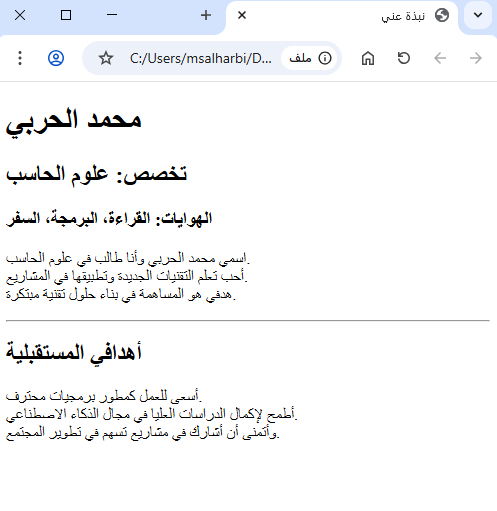 نبذة عني
C:/Users/msalharbi/D...
ملف
محمد الحربي
تخصص: علوم الحاسب
الهوايات: القراءة، البرمجة، السفر
اسمي محمد الحربي وأنا طالب في علوم الحاسب.
أحب تعلم التقنيات الجديدة وتطبيقها في المشاريع.
هدفي هو المساهمة في بناء حلول تقنية مبتكرة.
أهدافي المستقبلية
أسعى للعمل كمطور برمجيات محترف.
أطمح لإكمال الدراسات العليا في مجال الذكاء الاصطناعي.
وأتمنى أن أشارك في مشاريع تسهم في تطوير المجتمع.